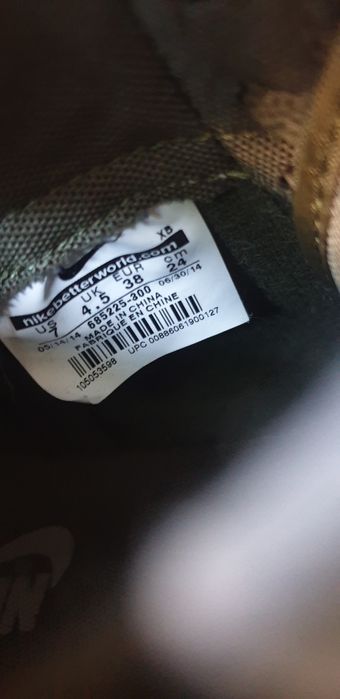 XB
nikebetterworld.com
US UK EUR cm
7 4.5 38 24
05/14/14 685225-300 06/30/14
MADE IN CHINA
FABRIQUE EN CHINE
105053598
UPC 00886061900127